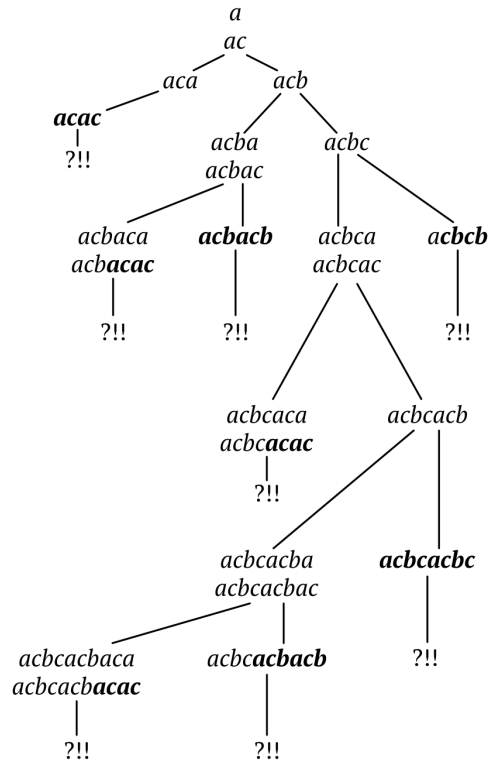 a
ac
aca acb
acac
?!!
acba acbc
acbac
acbaca acbacb acbca acbcb
acbacac acbcac
?!! ?!! ?!!
acbcaca acbcacb
acbcacac
?!!
acbcacba acbcacbc
acbcacbac
acbcacbaca acbcacbacb ?!!
acbcacbacac
?!! ?!!